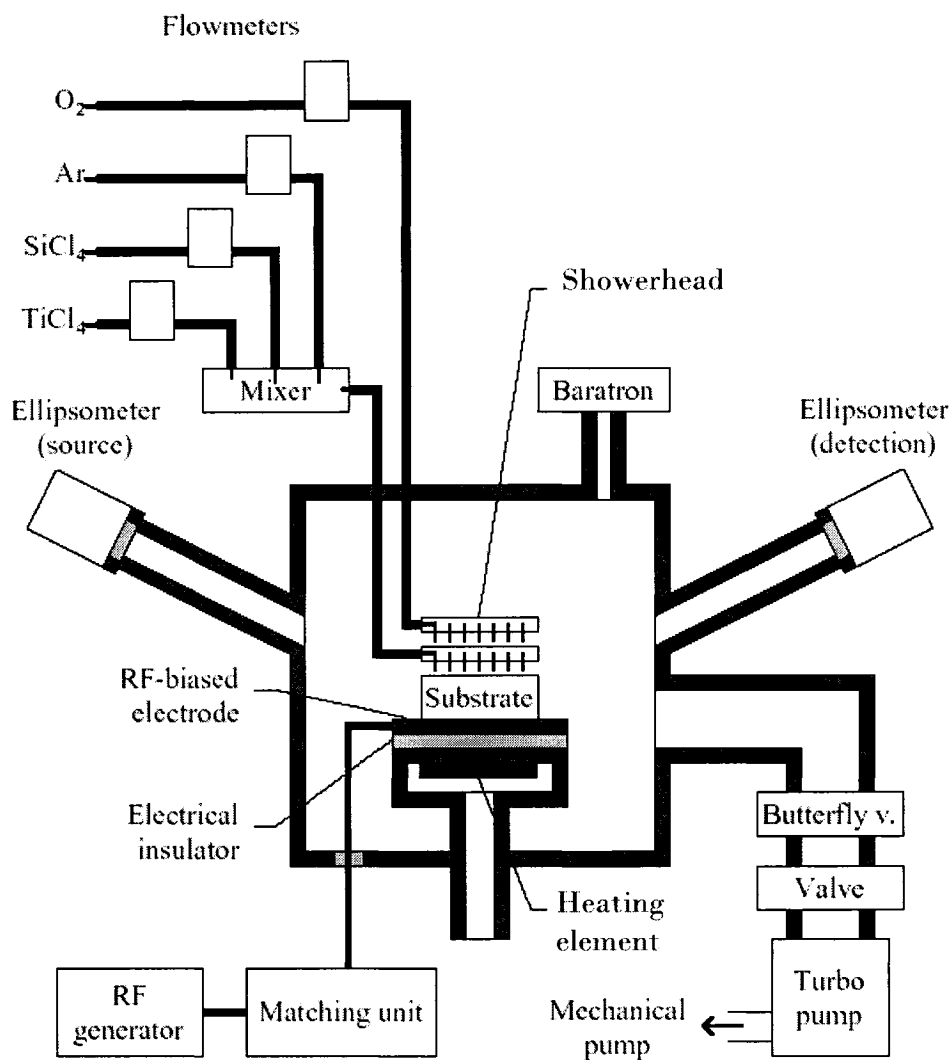 Flowmeters
O₂
Ar
SiCl₄
TiCl₄
Mixer
Showerhead
Baratron
Ellipsometer
(source)
Ellipsometer
(detection)
RF-biased
electrode
Substrate
Electrical
insulator
Butterfly v.
Valve
Heating
element
RF
generator
Matching unit
Mechanical
pump
Turbo
pump